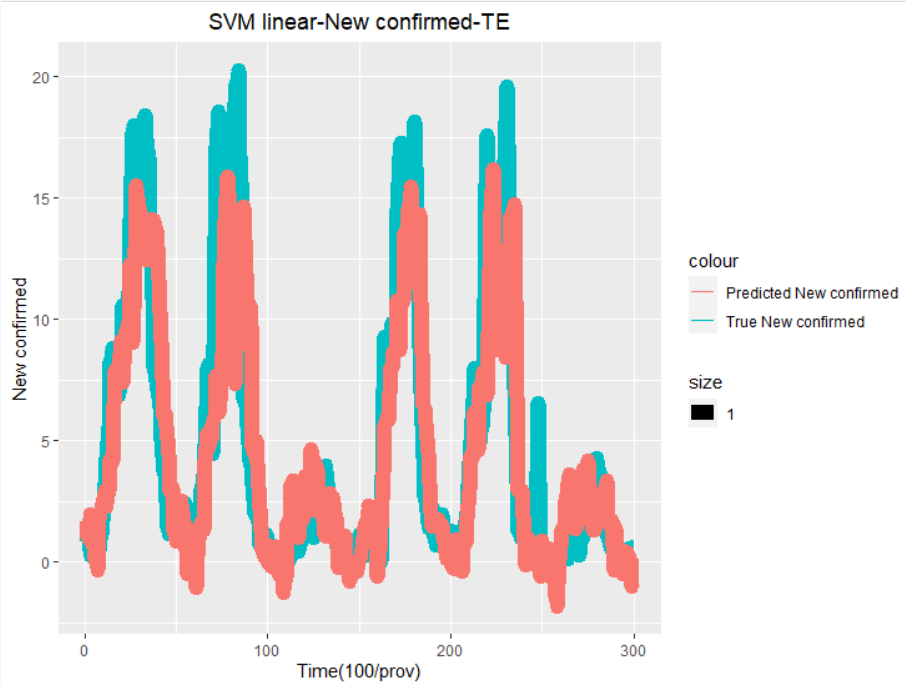 SVM linear-New confirmed-TE
20
15
10
5
0
New confirmed
0 100 200 300
Time(100/prov)
colour
Predicted New confirmed
True New confirmed
size
1